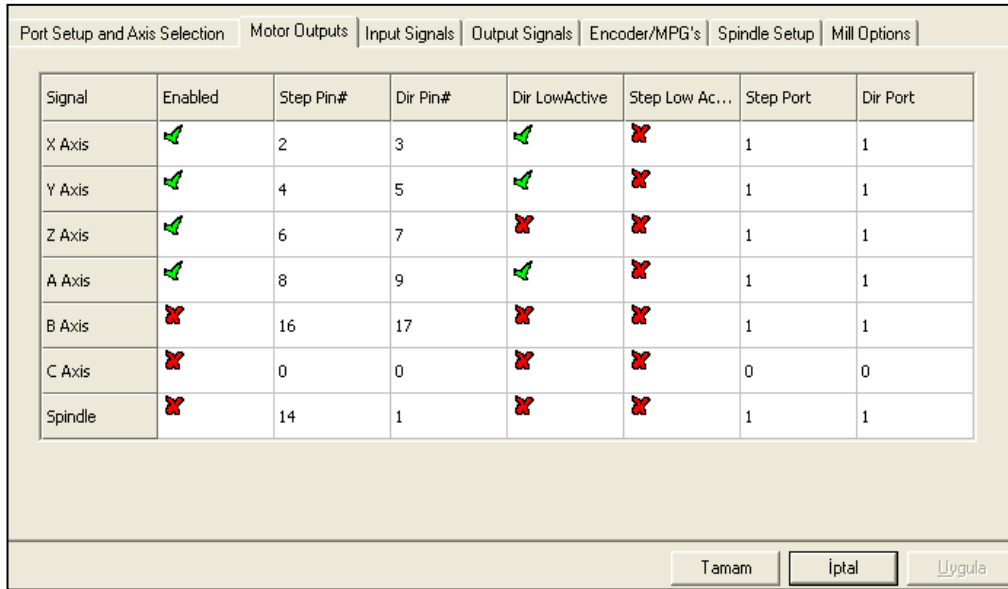 Port Setup and Axis Selection Motor Outputs Input Signals Output Signals Encoder/MPG's Spindle Setup Mill Options
Signal Enabled Step Pin# Dir Pin# Dir LowActive Step Low Ac... Step Port Dir Port
X Axis 2 3 1 1
Y Axis 4 5 1 1
Z Axis 6 7 1 1
A Axis 8 9 1 1
B Axis 16 17 1 1
C Axis 0 0 0 0
Spindle 14 1 1 1
Tamam İptal Uygula